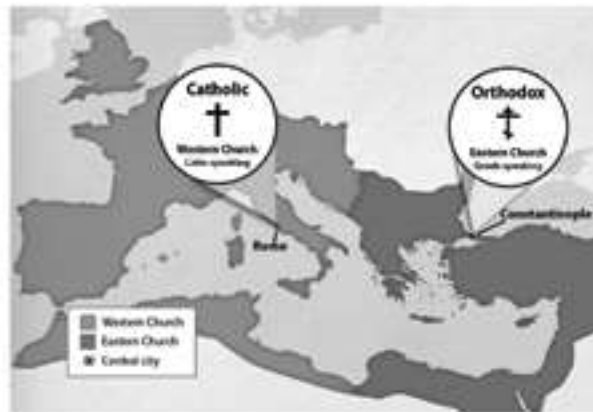 Catholic
Western Church
Latin-speaking
Orthodox
Eastern Church
Greek-speaking
Constantinople
Rome
Western Church
Eastern Church
Central city